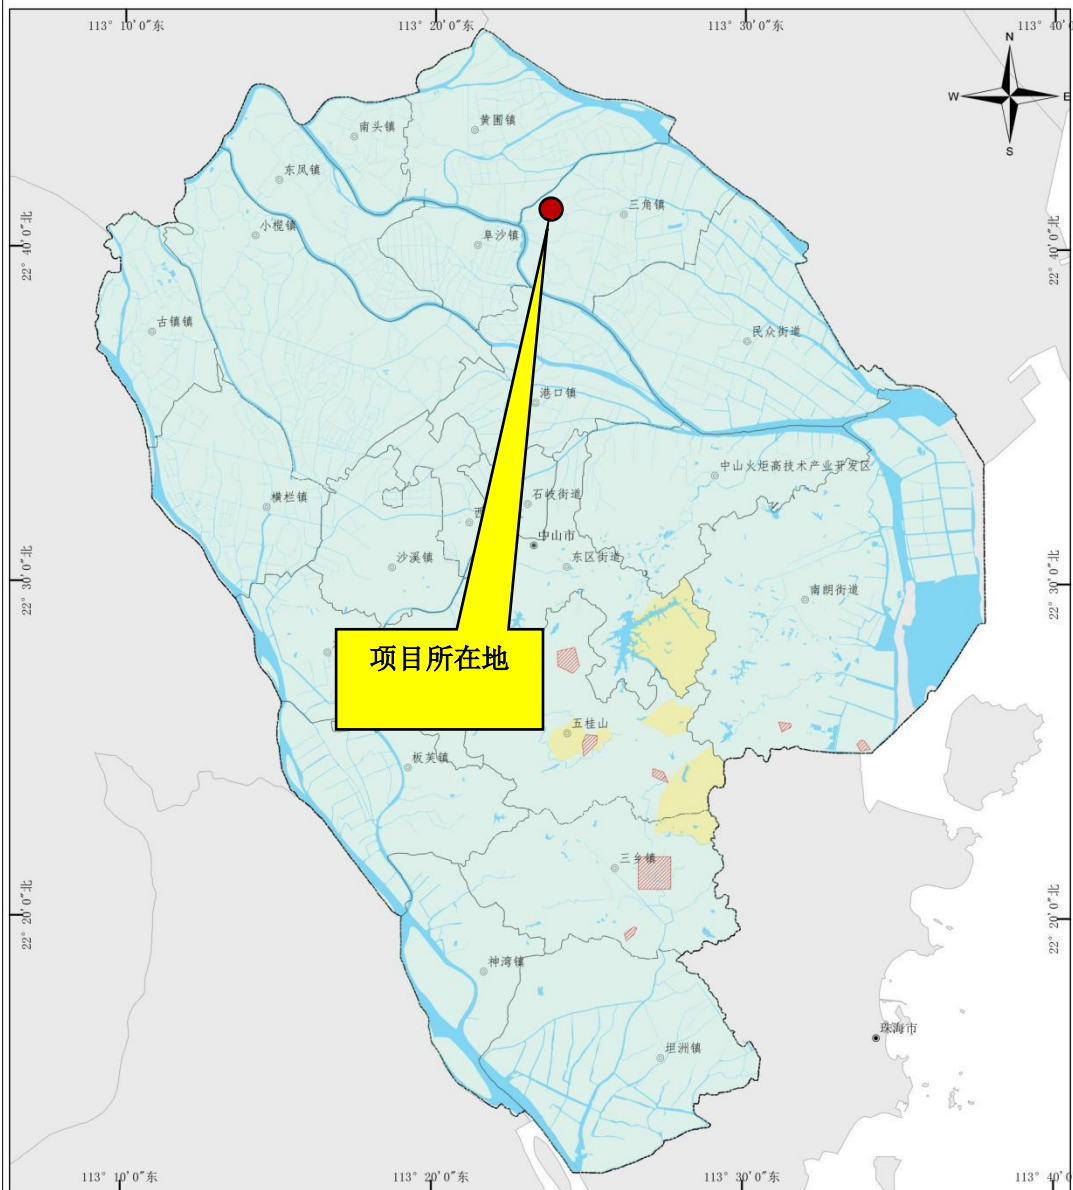 113° 10′0″东
113° 20′0″东
113° 30′0″东
113° 40′0″
N
W
E
S
南头镇
黄圃镇
东凤镇
三角镇
小榄镇
阜沙镇
22° 40′0″北
22° 40′0″北
古镇镇
民众街道
港口镇
中山火炬高技术产业开发区
横栏镇
石岐街道
西
中山市
沙溪镇
东区街道
22° 30′0″北
22° 30′0″北
南朗街道
项目所在地
五桂山
板芙镇
三乡镇
22° 20′0″北
22° 20′0″北
神湾镇
珠海市
坦洲镇
113° 10′0″东
113° 20′0″东
113° 30′0″东
113° 40′0″